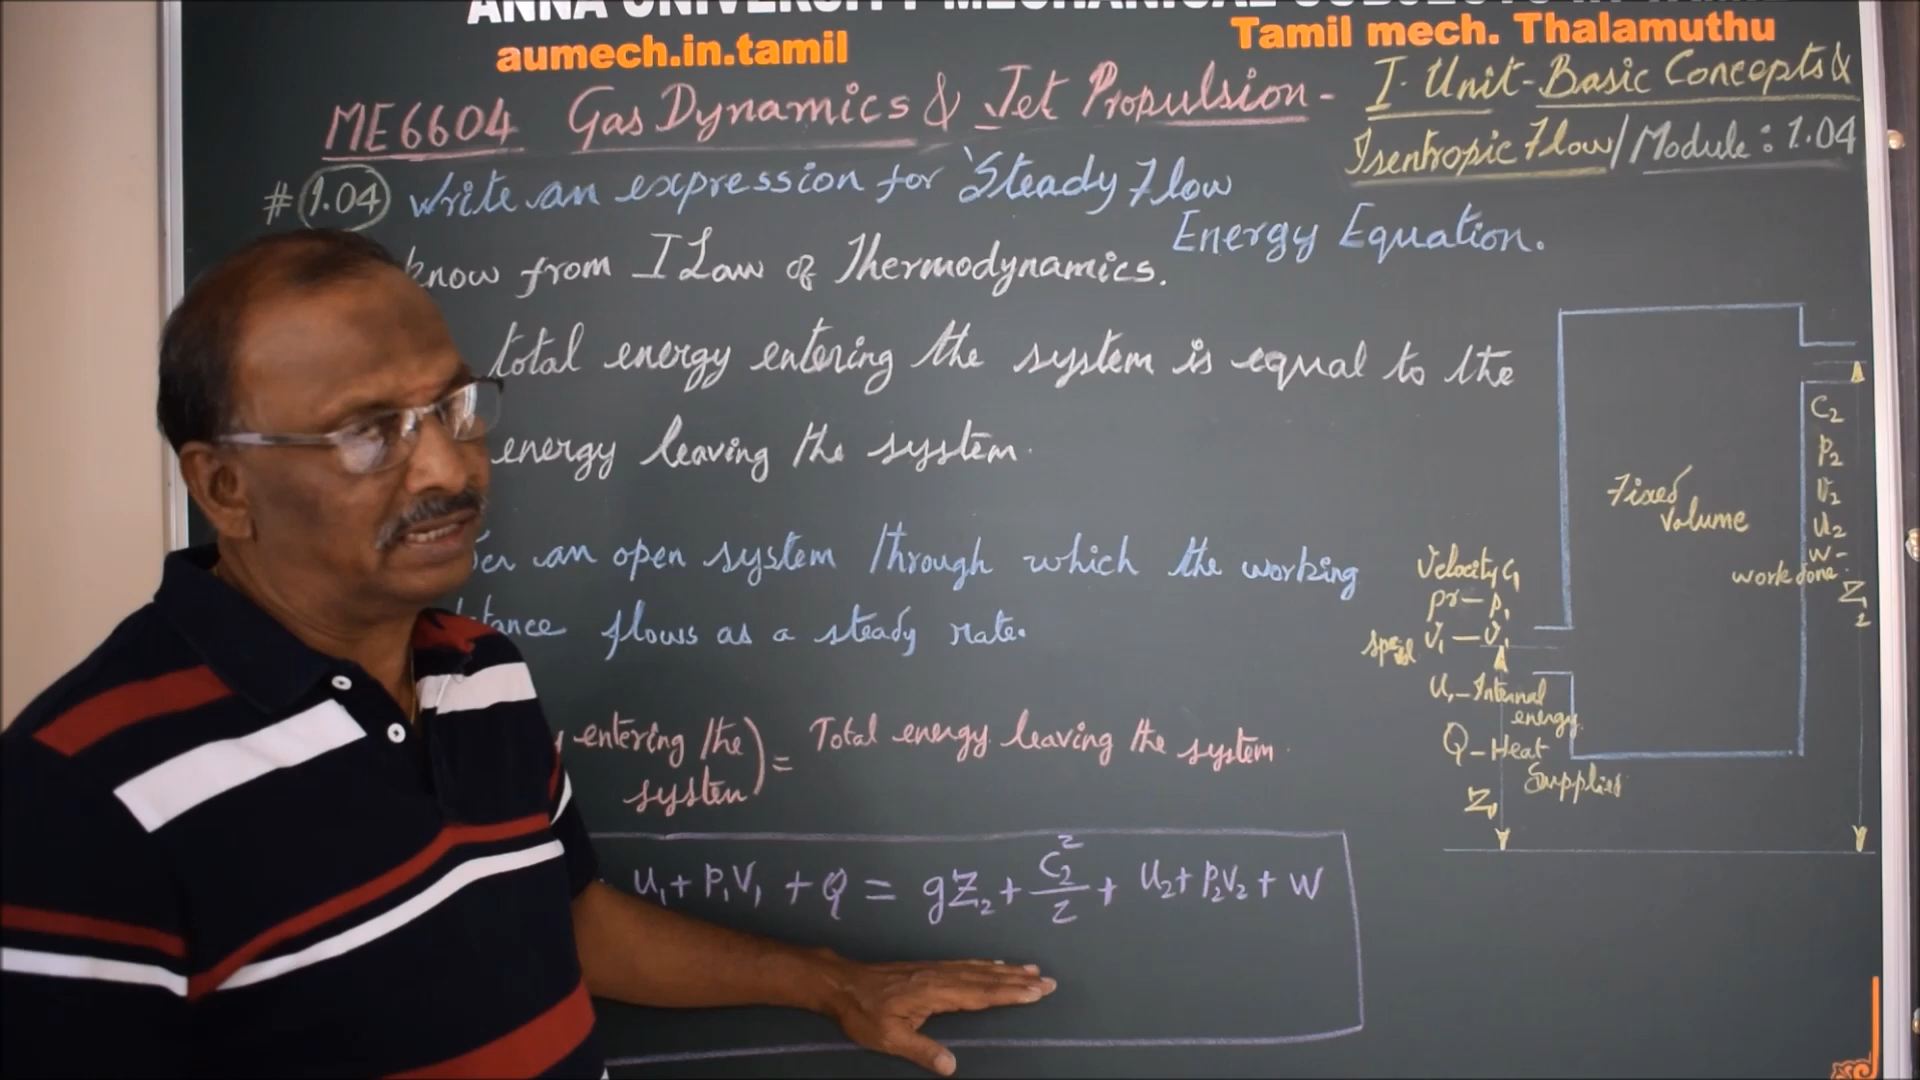 aumech.in.tamil
Tamil mech. Thalamuthu
ME6604 Gas Dynamics & Jet Propulsion - I-Unit-Basic Concepts &
Isentropic Flow/Module: 1.04
# 1.04 Write an expression for 'Steady Flow
Energy Equation.
know from I Law of Thermodynamics.
total energy entering the system is equal to the
energy leaving the system.
an open system through which the working
flows as a steady rate.
entering the system) = Total energy leaving the system.
U₁ + P₁V₁ + Q = gZ₂ + C₂²/2 + U₂ + P₂V₂ + W
Fixed
Volume
Velocity C₁
pr – P₁
V₁ – V₁
U₁ – Internal
energy
Q – Heat
Supplied
Z₁
C₂
P₂
V₂
U₂
W –
work done
Z₂